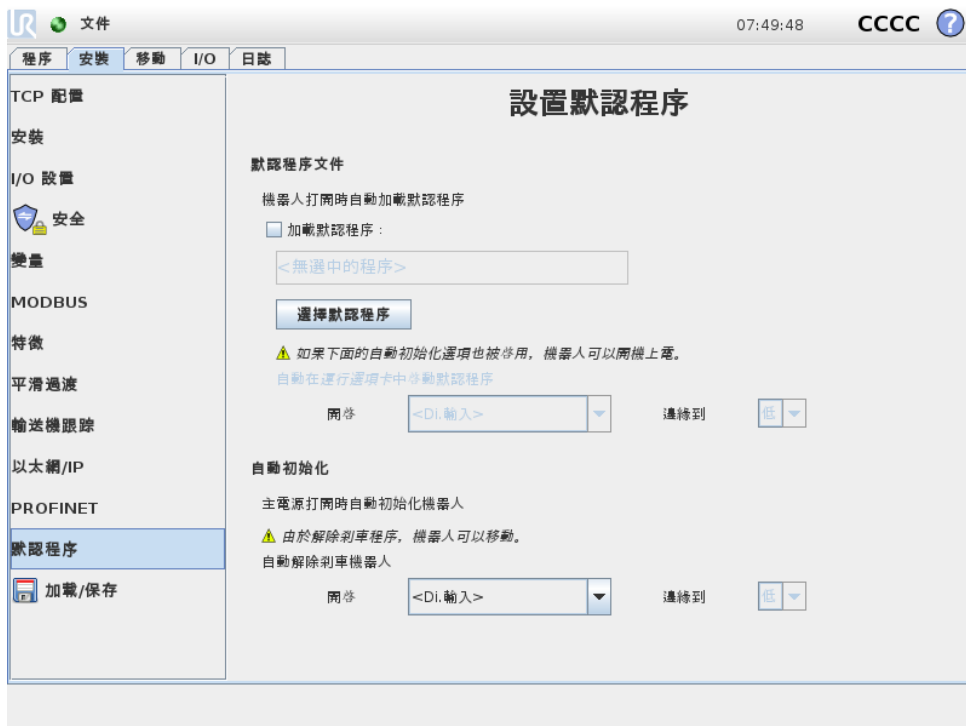 UR 文件 07:49:48 CCCC ?
程序 安裝 移動 I/O 日誌
TCP 配置
安裝
I/O 設置
安全
變量
MODBUS
特徵
平滑過渡
輸送機跟踪
以太網/IP
PROFINET
默認程序
加載/保存
設置默認程序
默認程序文件
機器人打開時自動加載默認程序
加載默認程序：
<無選中的程序>
選擇默認程序
如果下面的自動初始化選項也被啓用，機器人可以開機上電。
自動在運行選項卡中啓動默認程序
開啓 <Di.輸入> 邊緣到 低
自動初始化
主電源打開時自動初始化機器人
由於解除剎車程序，機器人可以移動。
自動解除剎車機器人
開啓 <Di.輸入> 邊緣到 低